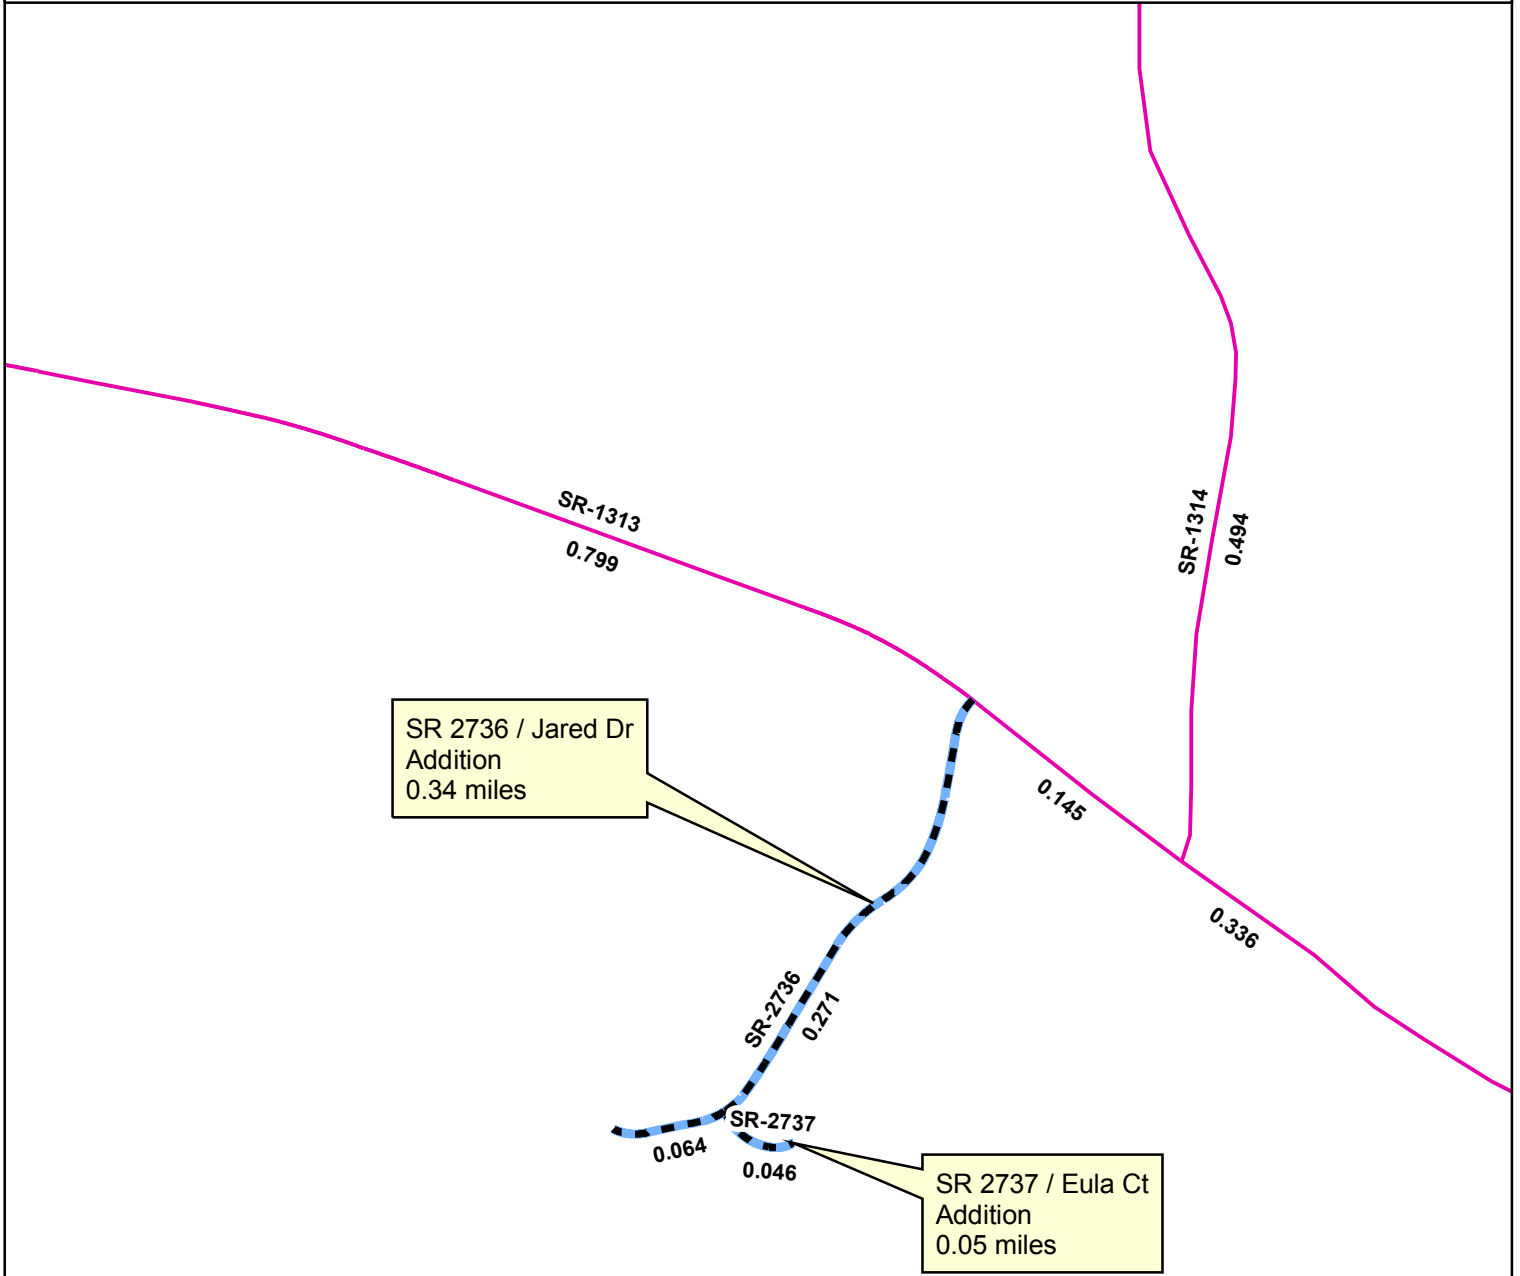 SR-1313
0.799
SR-1314
0.494
SR 2736 / Jared Dr
Addition
0.34 miles
0.145
0.336
SR-2736
0.271
SR-2737
0.064
0.046
SR 2737 / Eula Ct
Addition
0.05 miles